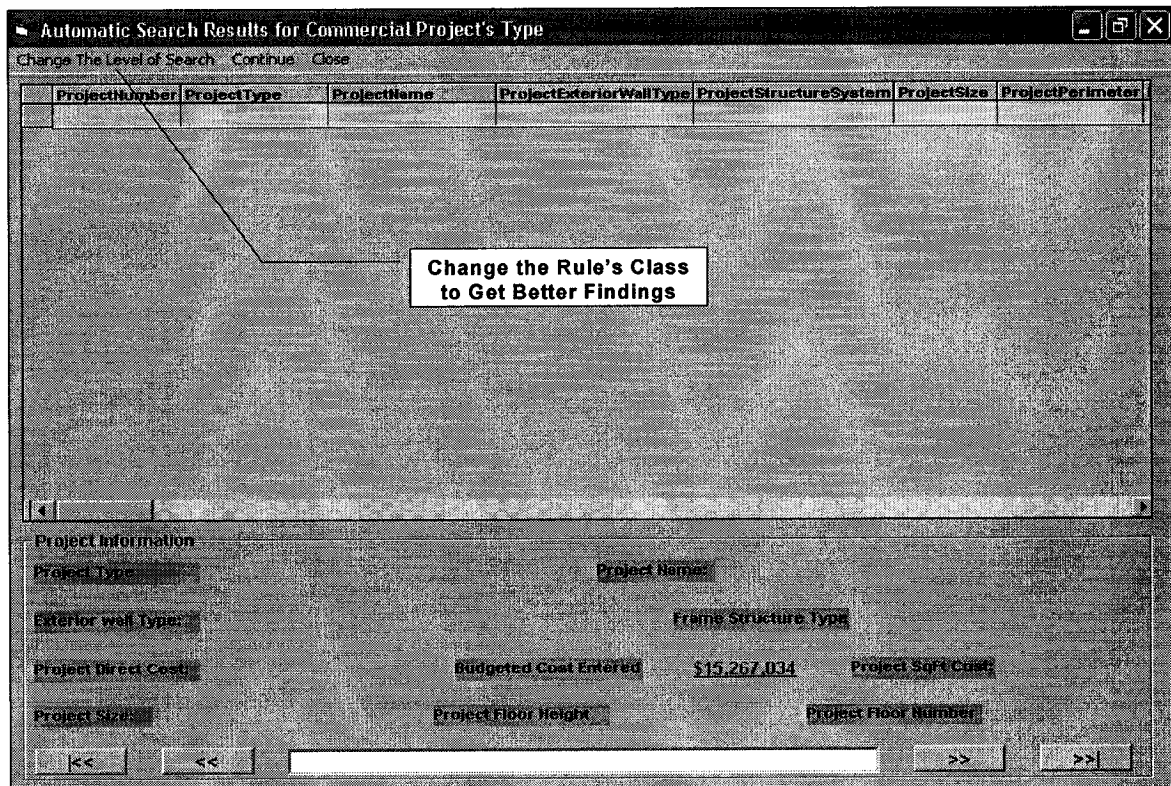 Automatic Search Results for Commercial Project's Type
Change The Level of Search Continue Close
ProjectNumber ProjectType ProjectName ProjectExteriorWallType ProjectStructureSystem ProjectSize ProjectPerimeter
Change the Rule's Class
to Get Better Findings
Project Information
Project Type Project Name:
Exterior wall Type: Frame Structure Type
Project Direct Cost: Budgeted Cost Entered $15,267,034 Project Sqft Cost:
Project Size: Project Floor Height Project Floor Number
|<< << >> >>|